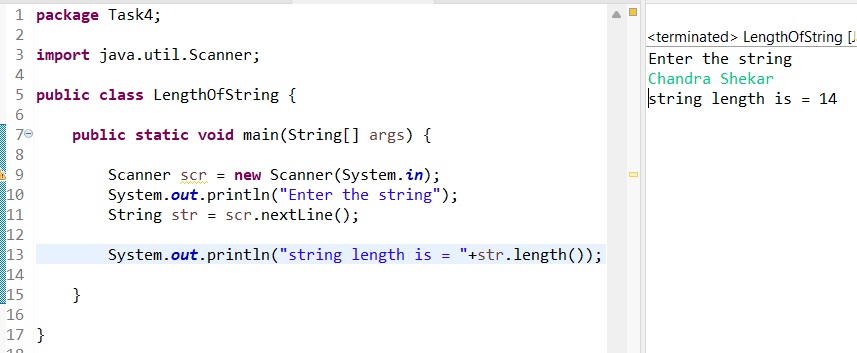 1 package Task4;
2
3 import java.util.Scanner;
4
5 public class LengthOfString {
6
7 public static void main(String[] args) {
8
9 Scanner scr = new Scanner(System.in);
10 System.out.println("Enter the string");
11 String str = scr.nextLine();
12
13 System.out.println("string length is = "+str.length());
14
15 }
16
17 }
18
<terminated> LengthOfString [J
Enter the string
Chandra Shekar
string length is = 14